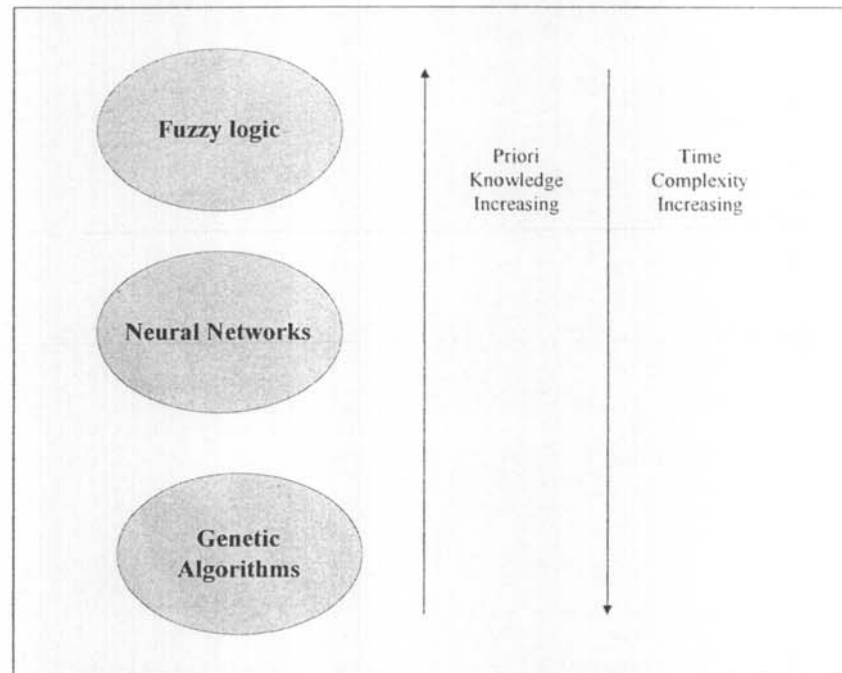 Fuzzy logic
Priori
Knowledge
Increasing
Time
Complexity
Increasing
Neural Networks
Genetic
Algorithms